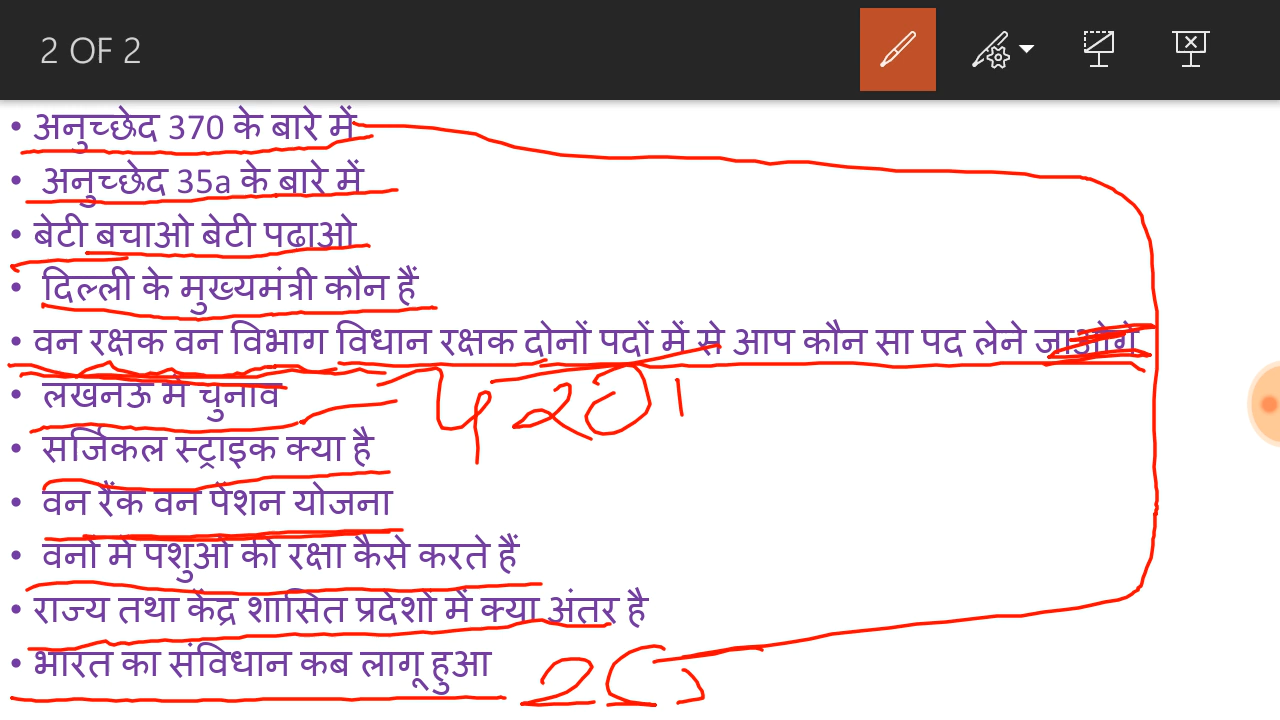 2 OF 2
• अनुच्छेद 370 के बारे में
• अनुच्छेद 35a के बारे में
• बेटी बचाओ बेटी पढाओ
• दिल्ली के मुख्यमंत्री कौन हैं
• वन रक्षक वन विभाग विधान रक्षक दोनों पदों में से आप कौन सा पद लेने जाओगे
• लखनऊ में चुनाव
• सर्जिकल स्ट्राइक क्या है
• वन रैंक वन पेंशन योजना
• वनों में पशुओं की रक्षा कैसे करते हैं
• राज्य तथा केंद्र शासित प्रदेशों में क्या अंतर है
• भारत का संविधान कब लागू हुआ